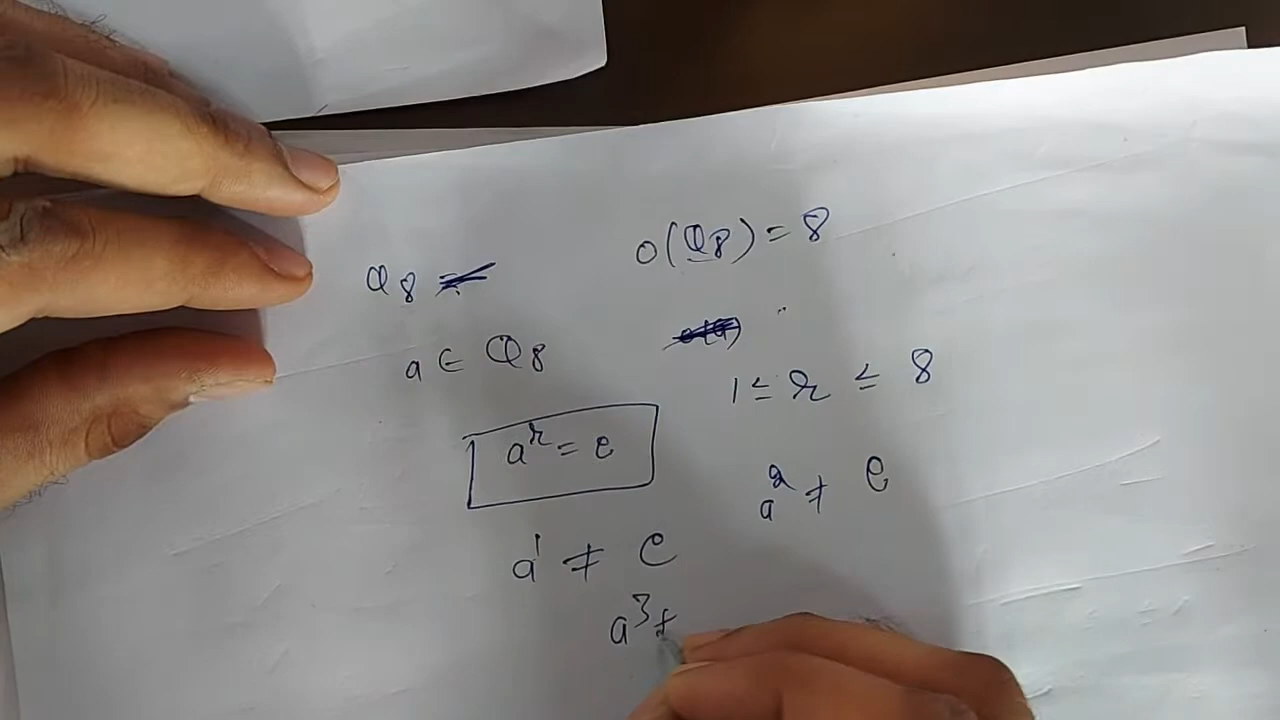 o(Q8) = 8
Q8
a ∈ Q8
1 ≤ r ≤ 8
a^r = e
a^2 ≠ e
a^1 ≠ e
a^3 ≠